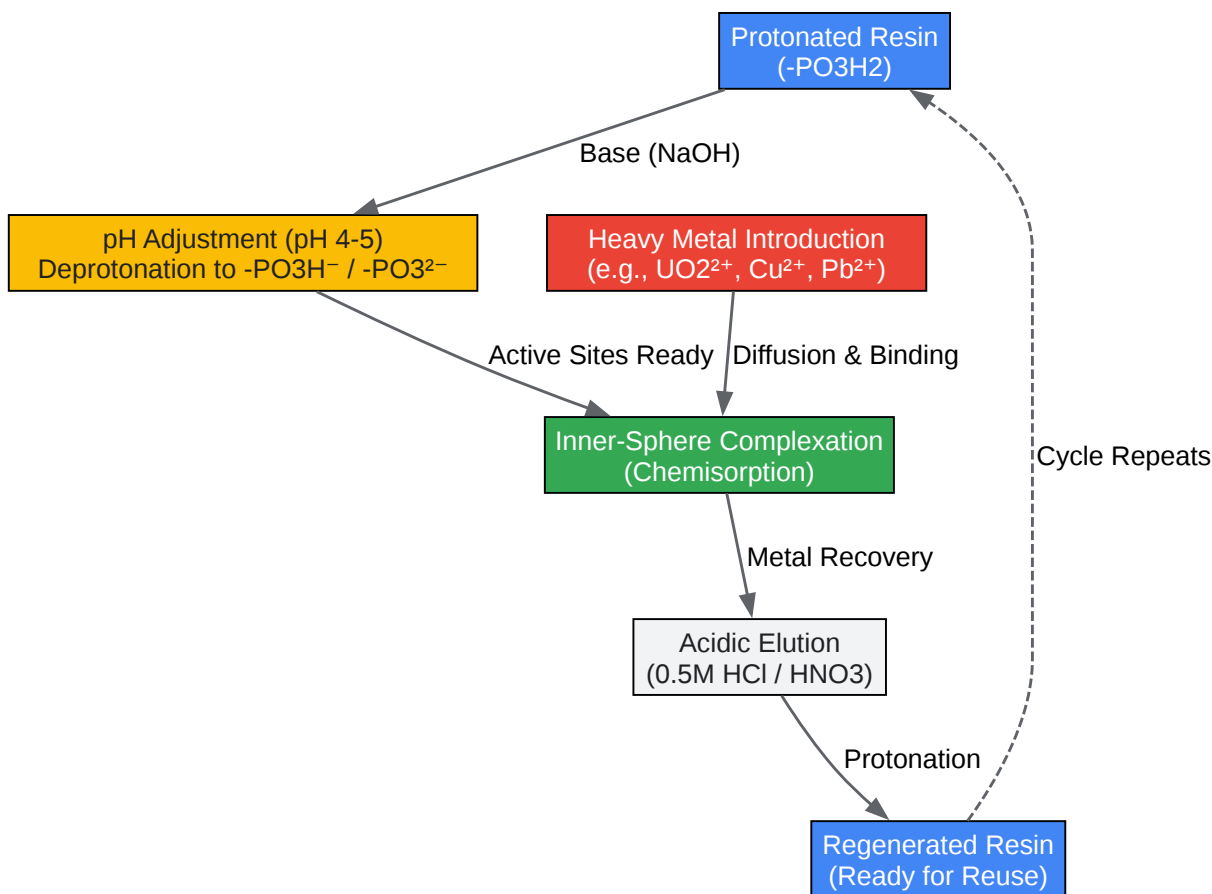 Protonated Resin
(-PO3H2)
Base (NaOH)
pH Adjustment (pH 4-5)
Deprotonation to -PO3H⁻ / -PO3²⁻
Heavy Metal Introduction
(e.g., UO2²⁺, Cu²⁺, Pb²⁺)
Active Sites Ready
Diffusion & Binding
Inner-Sphere Complexation
(Chemisorption)
Cycle Repeats
Metal Recovery
Acidic Elution
(0.5M HCl / HNO3)
Protonation
Regenerated Resin
(Ready for Reuse)